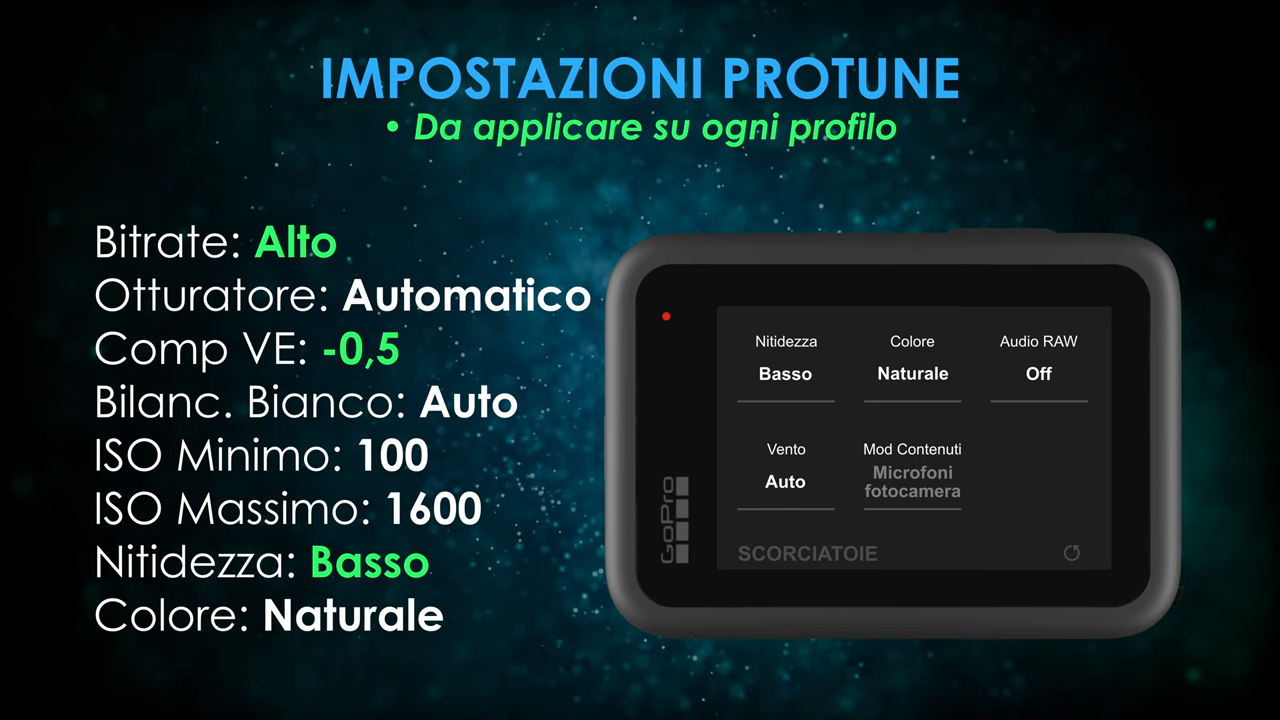 IMPOSTAZIONI PROTUNE
• Da applicare su ogni profilo
Bitrate: Alto
Otturatore: Automatico
Comp VE: -0,5
Bilanc. Bianco: Auto
ISO Minimo: 100
ISO Massimo: 1600
Nitidezza: Basso
Colore: Naturale
Nitidezza Colore Audio RAW
Basso Naturale Off
Vento Mod Contenuti
Auto Microfoni
fotocamera
SCORCIATOIE
GoPro